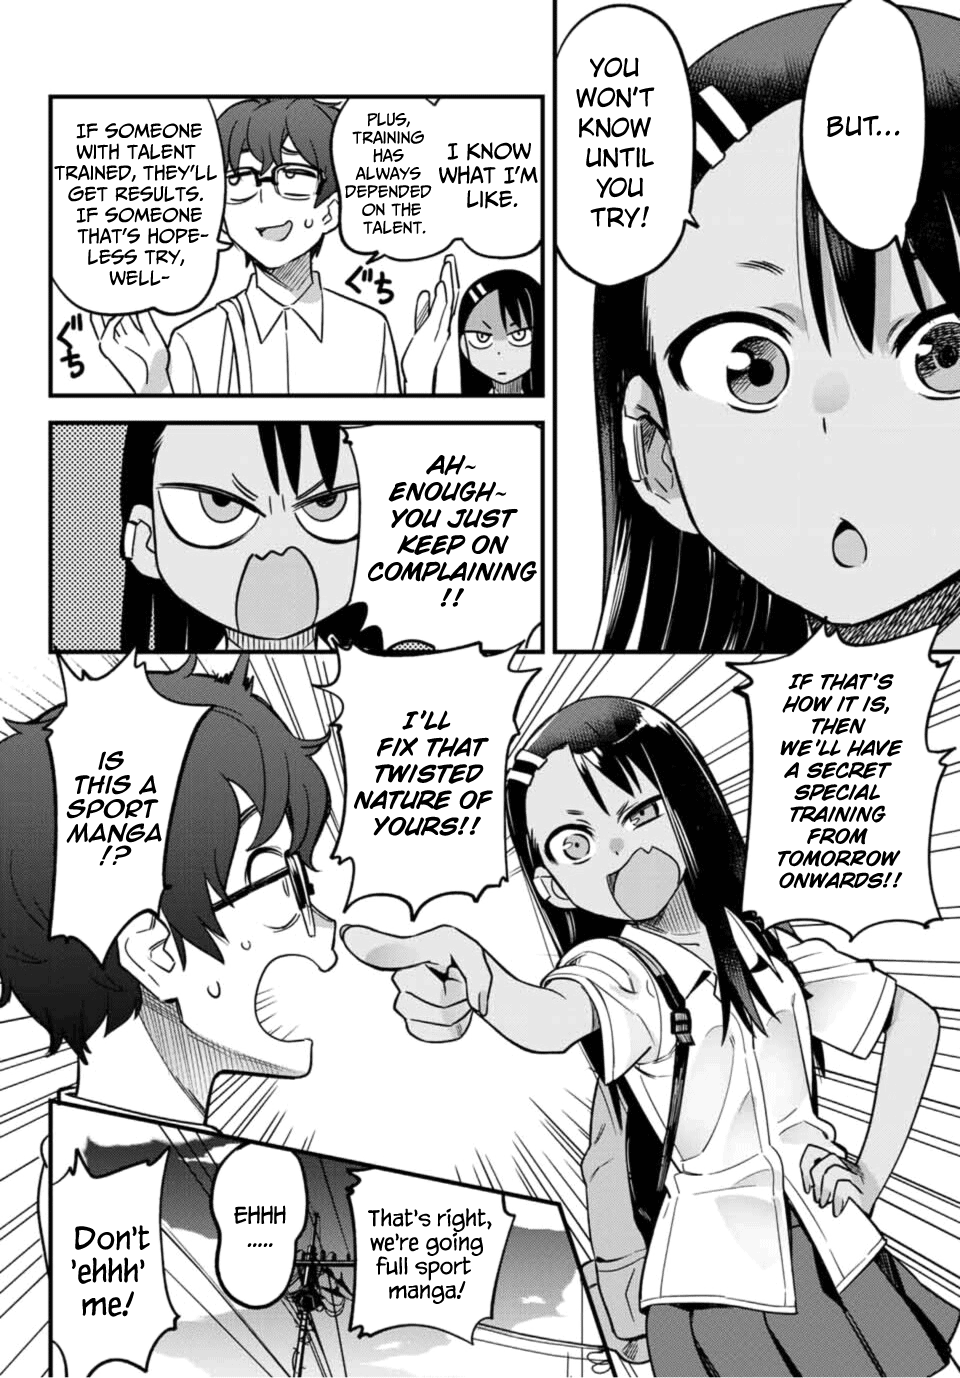 BUT...
YOU
WON'T
KNOW
UNTIL
YOU
TRY!
I KNOW
WHAT I'M
LIKE.
PLUS,
TRAINING
HAS
ALWAYS
DEPENDED
ON THE
TALENT.
IF SOMEONE
WITH TALENT
TRAINED, THEY'LL
GET RESULTS.
IF SOMEONE
THAT'S HOPE-
LESS TRY,
WELL~
ぐち
ぐち
AH~
ENOUGH~
YOU JUST
KEEP ON
COMPLAINING
!!
IF THAT'S
HOW IT IS,
THEN
WE'LL HAVE
A SECRET
SPECIAL
TRAINING
FROM
TOMORROW
ONWARDS!!
I'LL
FIX THAT
TWISTED
NATURE OF
YOURS!!
IS
THIS A
SPORT
MANGA
!?
That's right,
we're going
full sport
manga!
EHHH
.....
Don't
'ehhh'
me!